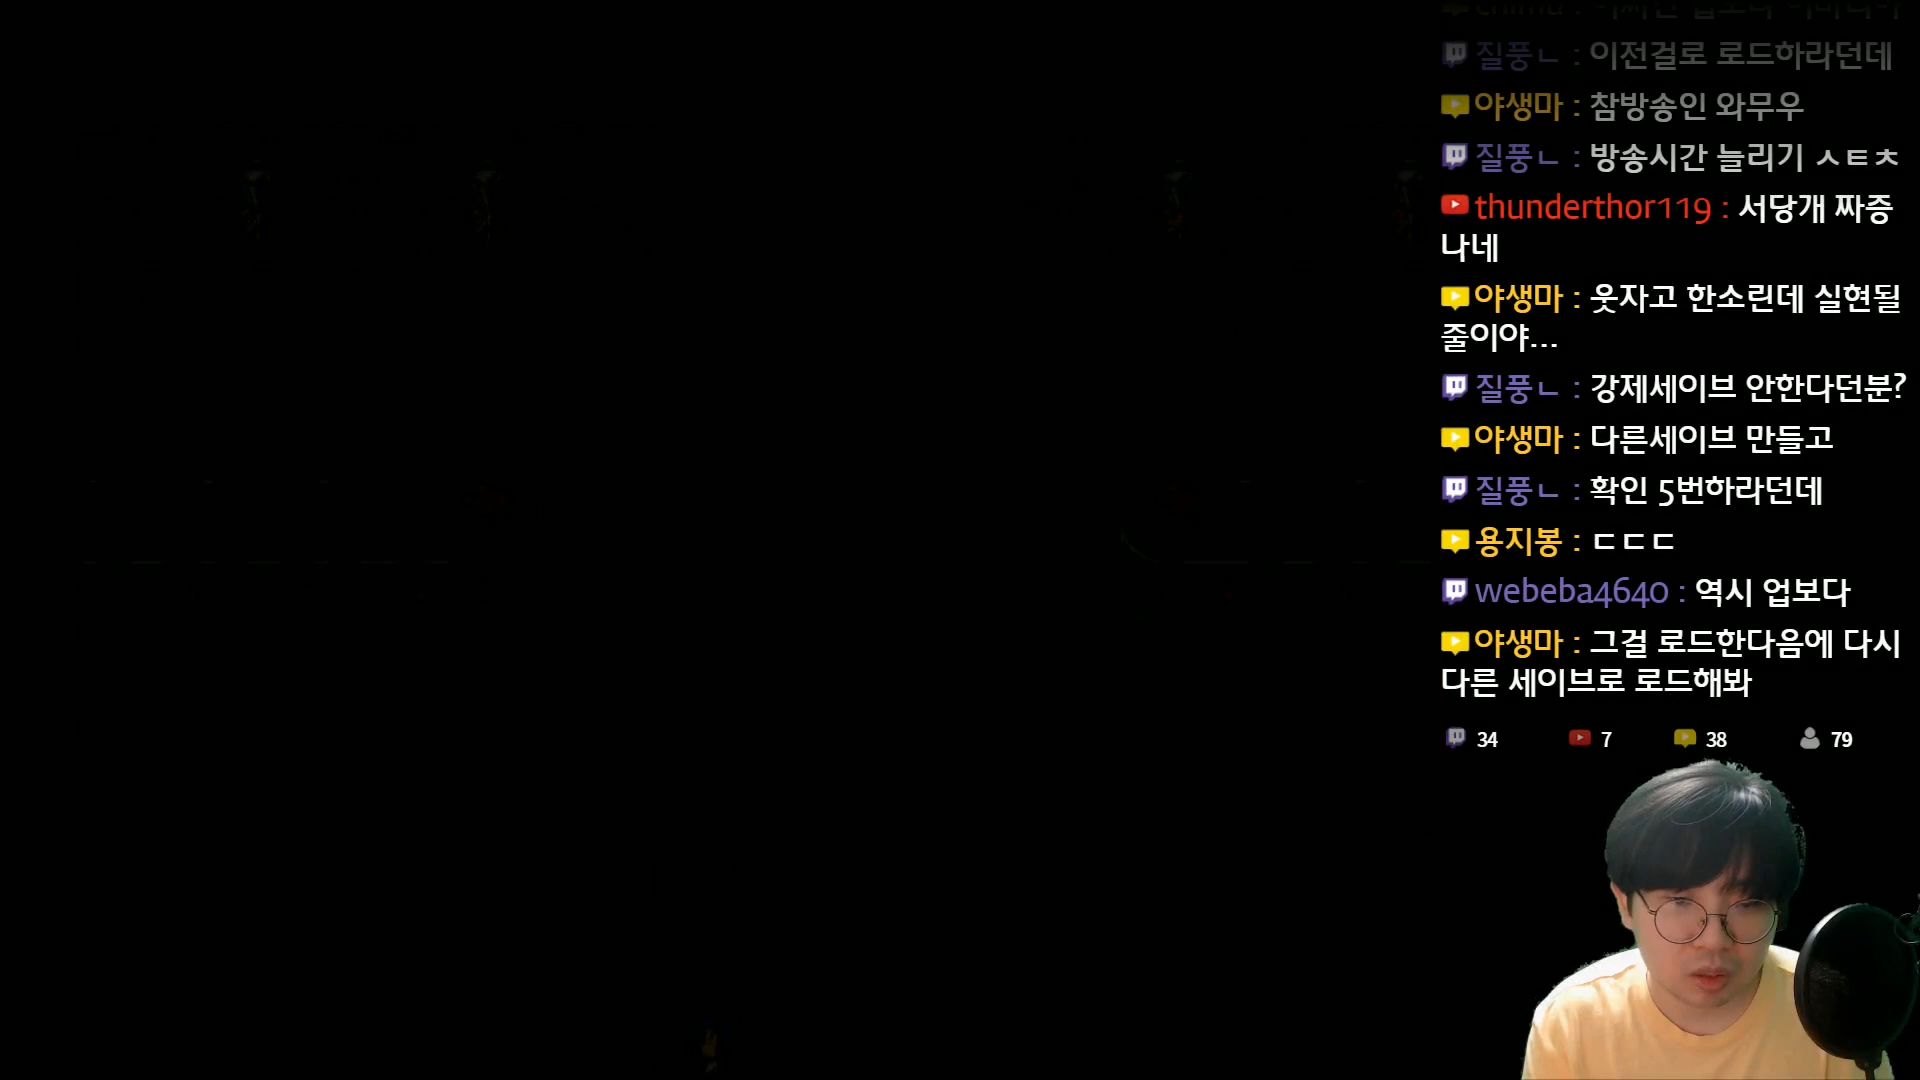 질풍ㄴ : 이전걸로 로드하라던데
야생마 : 참방송인 와무우
질풍ㄴ : 방송시간 늘리기 ㅅㅌㅊ
thunderthor119 : 서당개 짜증
나네
야생마 : 웃자고 한소린데 실현될
줄이야...
질풍ㄴ : 강제세이브 안한다던분?
야생마 : 다른세이브 만들고
질풍ㄴ : 확인 5번하라던데
용지봉 : ㄷㄷㄷ
webeba4640 : 역시 업보다
야생마 : 그걸 로드한다음에 다시
다른 세이브로 로드해봐
34 7 38 79